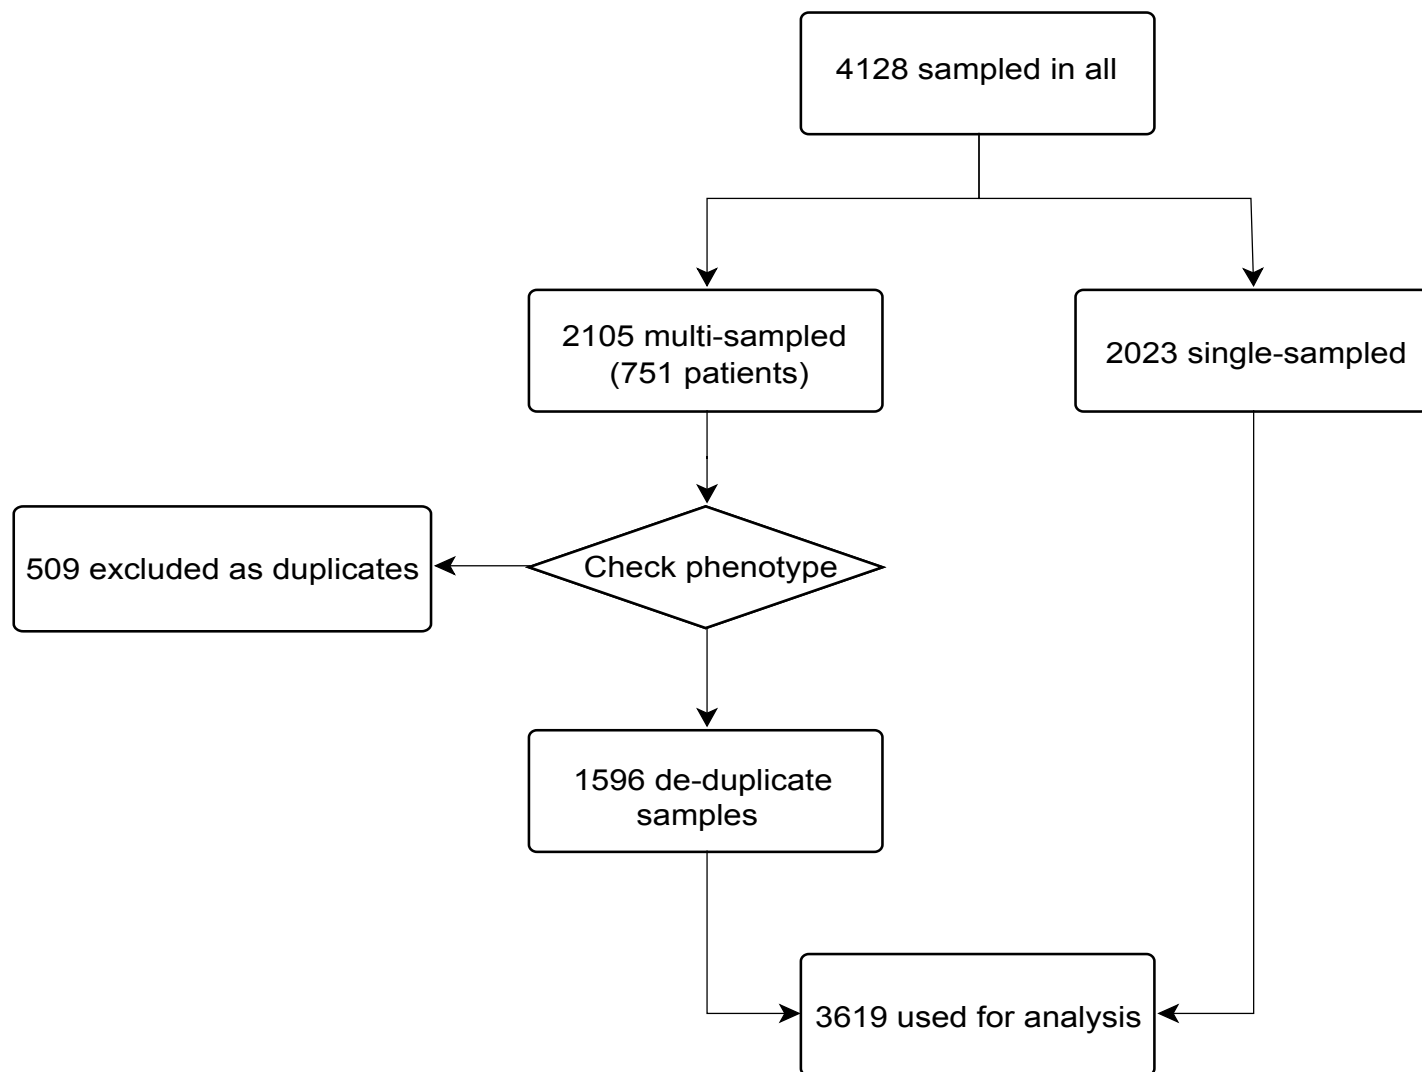 4128 sampled in all
2105 multi-sampled
(751 patients)
2023 single-sampled
509 excluded as duplicates
Check phenotype
1596 de-duplicate
samples
3619 used for analysis